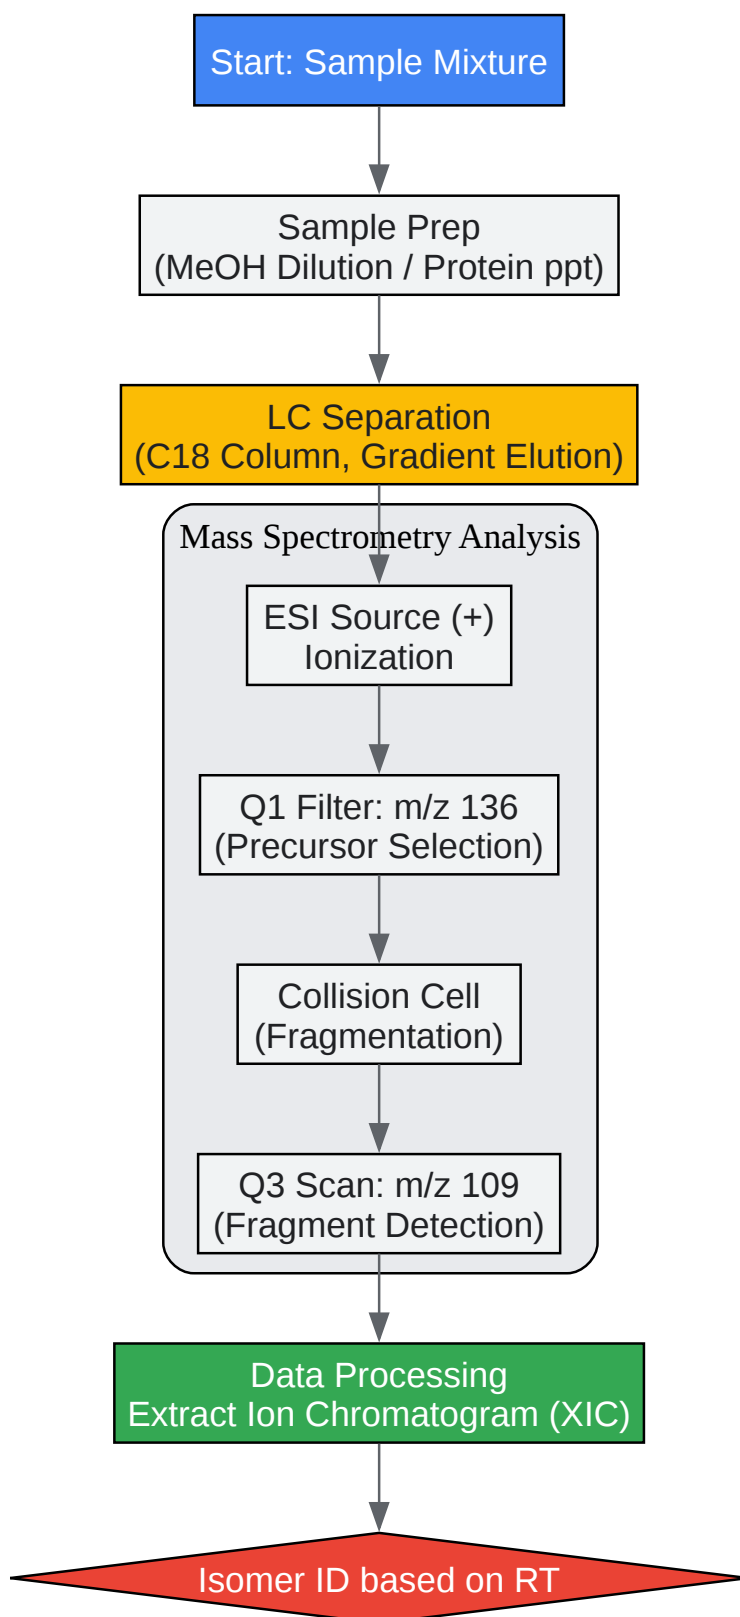 Start: Sample Mixture
Sample Prep
(MeOH Dilution / Protein ppt)
LC Separation
(C18 Column, Gradient Elution)
Mass Spectrometry Analysis
ESI Source (+)
Ionization
Q1 Filter: m/z 136
(Precursor Selection)
Collision Cell
(Fragmentation)
Q3 Scan: m/z 109
(Fragment Detection)
Data Processing
Extract Ion Chromatogram (XIC)
Isomer ID based on RT